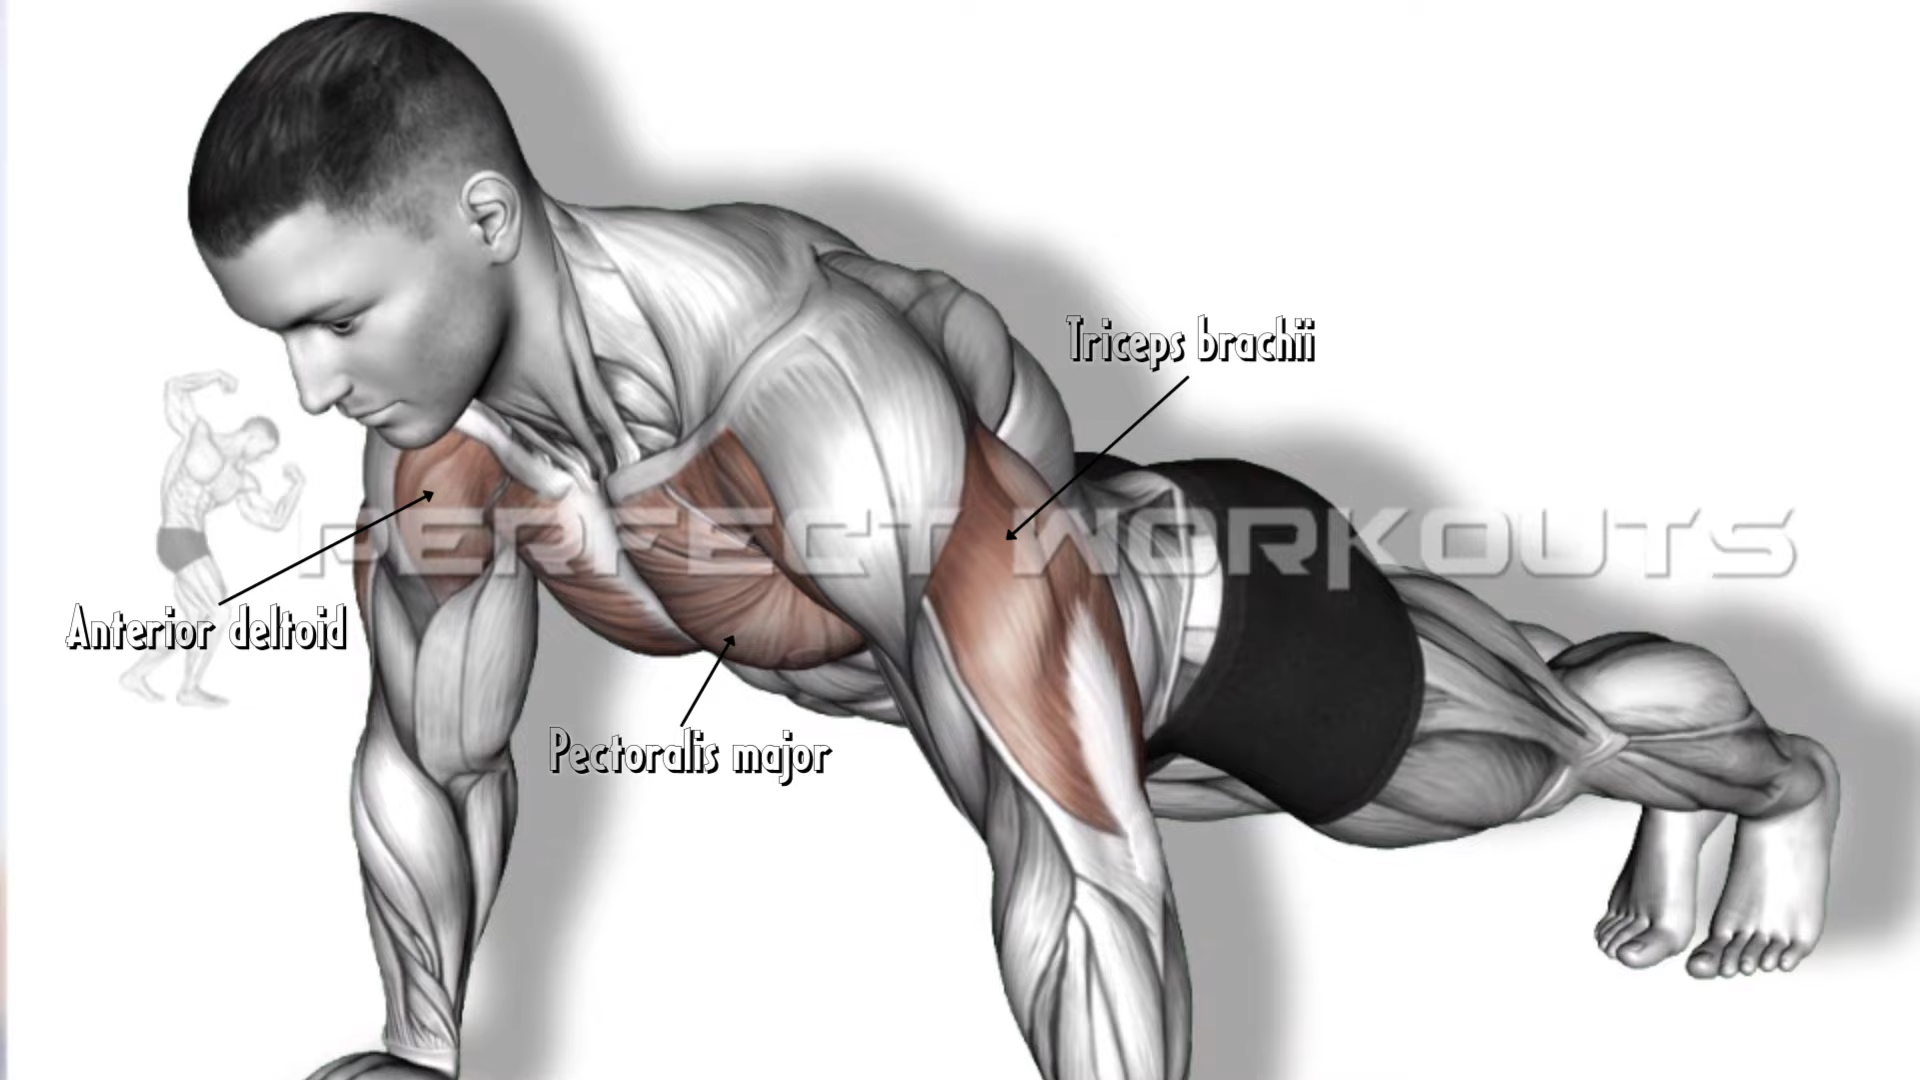 Triceps brachii
PERFECT WORKOUTS
Anterior deltoid
Pectoralis major